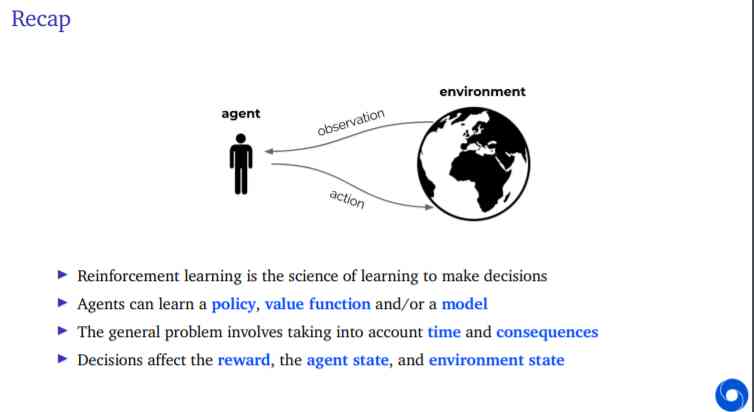 Recap
environment
agent
observation
action
Reinforcement learning is the science of learning to make decisions
Agents can learn a policy, value function and/or a model
The general problem involves taking into account time and consequences
Decisions affect the reward, the agent state, and environment state